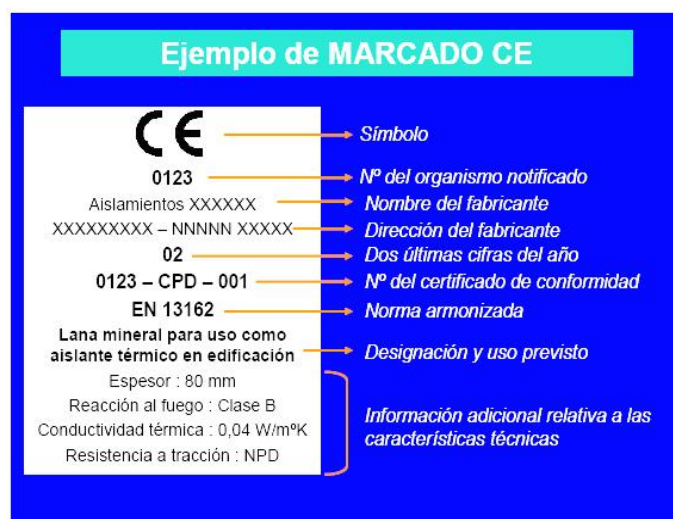 Ejemplo de MARCADO CE
CE
Símbolo
0123
Nº del organismo notificado
Aislamientos XXXXXX
Nombre del fabricante
XXXXXXXXX – NNNNN XXXXX
Dirección del fabricante
02
Dos últimas cifras del año
0123 – CPD – 001
Nº del certificado de conformidad
EN 13162
Norma armonizada
Lana mineral para uso como
aislante térmico en edificación
Designación y uso previsto
Espesor : 80 mm
Reacción al fuego : Clase B
Conductividad térmica : 0,04 W/mºK
Resistencia a tracción : NPD
Información adicional relativa a las
características técnicas